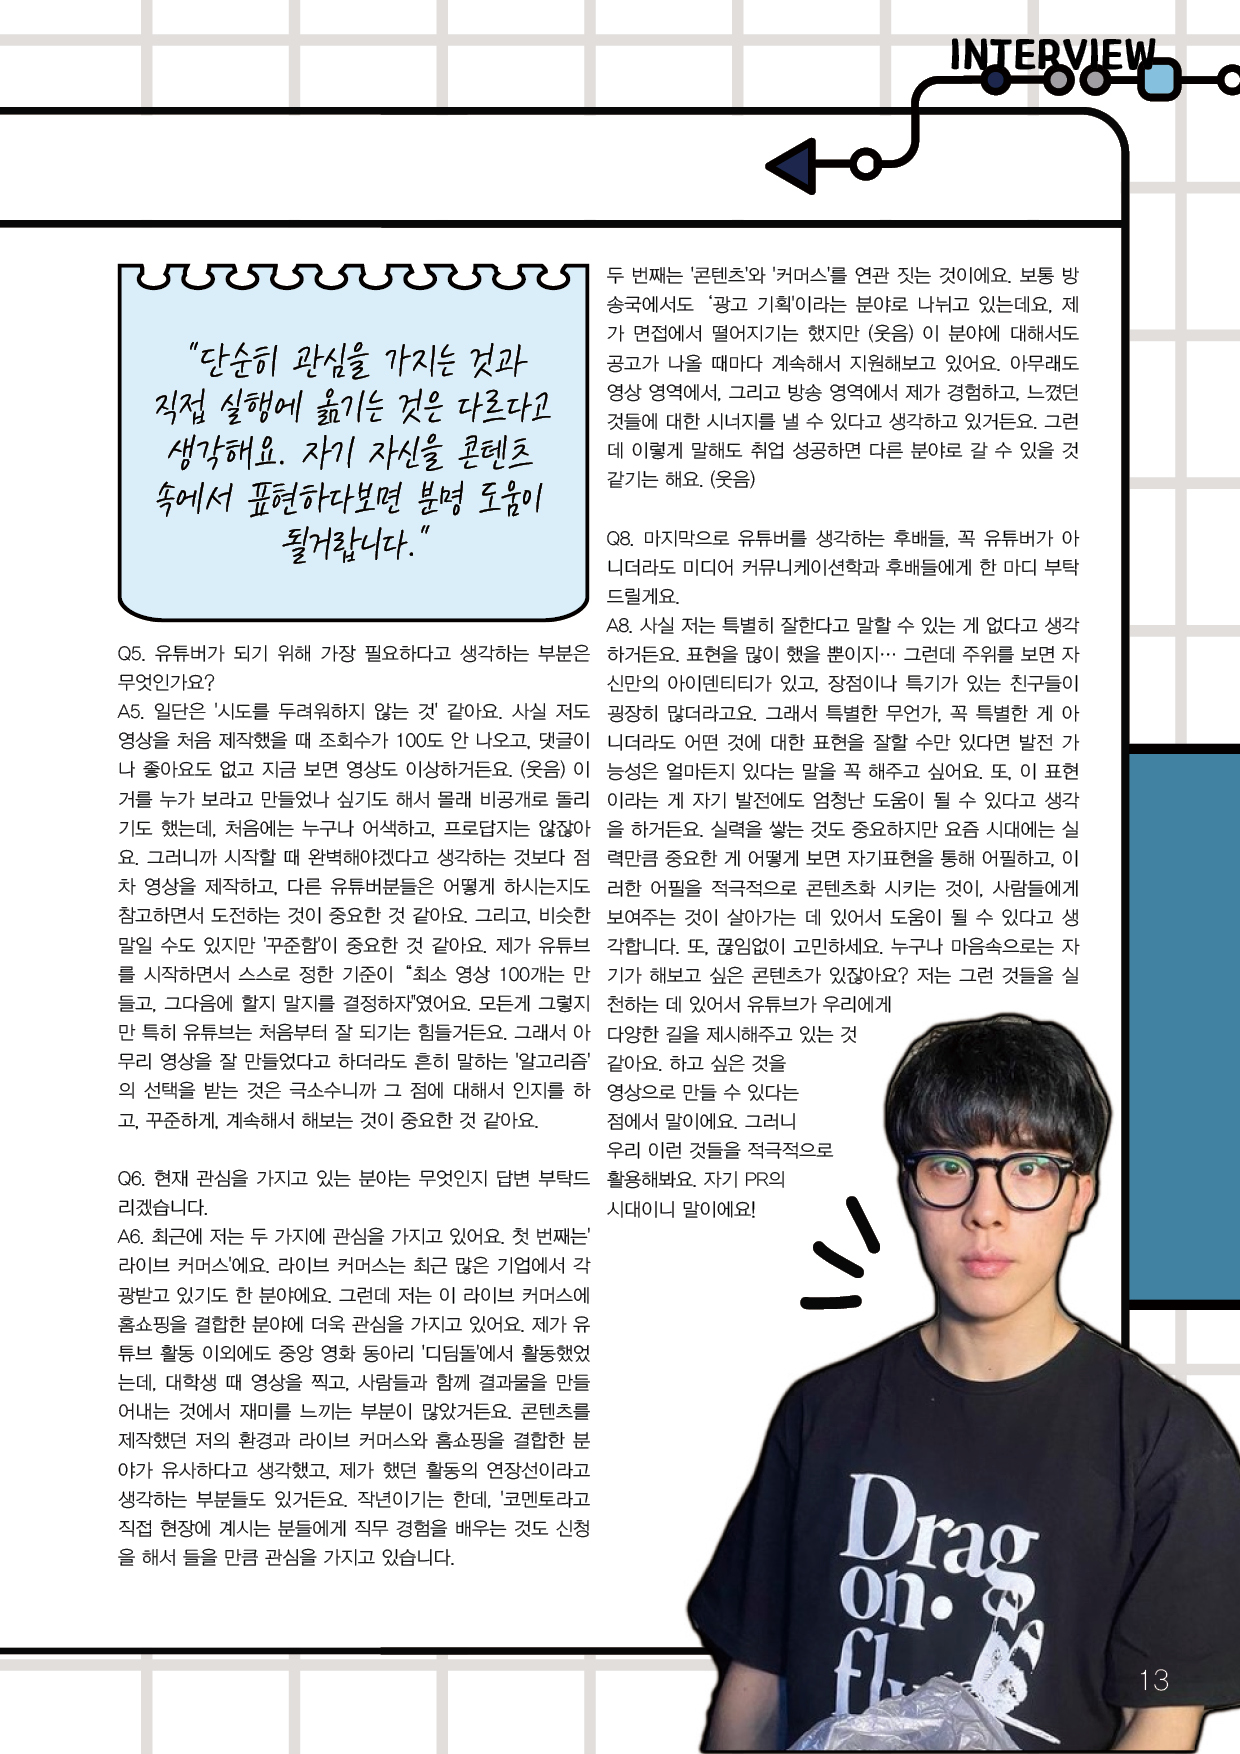 INTERVIEW
"단순히 관심을 가지는 것과
직접 실행에 옮기는 것은 다르다고
생각해요. 자기 자신을 콘텐츠
속에서 표현하다보면 분명 도움이
될거랍니다."
Q5. 유튜버가 되기 위해 가장 필요하다고 생각하는 부분은
무엇인가요?
A5. 일단은 '시도를 두려워하지 않는 것' 같아요. 사실 저도
영상을 처음 제작했을 때 조회수가 100도 안 나오고, 댓글이
나 좋아요도 없고 지금 보면 영상도 이상하거든요. (웃음) 이
거를 누가 보라고 만들었나 싶기도 해서 몰래 비공개로 돌리
기도 했는데, 처음에는 누구나 어색하고, 프로답지는 않잖아
요. 그러니까 시작할 때 완벽해야겠다고 생각하는 것보다 점
차 영상을 제작하고, 다른 유튜버분들은 어떻게 하시는지도
참고하면서 도전하는 것이 중요한 것 같아요. 그리고, 비슷한
말일 수도 있지만 '꾸준함'이 중요한 것 같아요. 제가 유튜브
를 시작하면서 스스로 정한 기준이 “최소 영상 100개는 만
들고, 그다음에 할지 말지를 결정하자"였어요. 모든게 그렇지
만 특히 유튜브는 처음부터 잘 되기는 힘들거든요. 그래서 아
무리 영상을 잘 만들었다고 하더라도 흔히 말하는 '알고리즘'
의 선택을 받는 것은 극소수니까 그 점에 대해서 인지를 하
고, 꾸준하게, 계속해서 해보는 것이 중요한 것 같아요.
Q6. 현재 관심을 가지고 있는 분야는 무엇인지 답변 부탁드
리겠습니다.
A6. 최근에 저는 두 가지에 관심을 가지고 있어요. 첫 번째는'
라이브 커머스'에요. 라이브 커머스는 최근 많은 기업에서 각
광받고 있기도 한 분야에요. 그런데 저는 이 라이브 커머스에
홈쇼핑을 결합한 분야에 더욱 관심을 가지고 있어요. 제가 유
튜브 활동 이외에도 중앙 영화 동아리 '디딤돌'에서 활동했었
는데, 대학생 때 영상을 찍고, 사람들과 함께 결과물을 만들
어내는 것에서 재미를 느끼는 부분이 많았거든요. 콘텐츠를
제작했던 저의 환경과 라이브 커머스와 홈쇼핑을 결합한 분
야가 유사하다고 생각했고, 제가 했던 활동의 연장선이라고
생각하는 부분들도 있거든요. 작년이기는 한데, '코멘토라고
직접 현장에 계시는 분들에게 직무 경험을 배우는 것도 신청
을 해서 들을 만큼 관심을 가지고 있습니다.
두 번째는 '콘텐츠'와 '커머스'를 연관 짓는 것이에요. 보통 방
송국에서도 ‘광고 기획'이라는 분야로 나뉘고 있는데요, 제
가 면접에서 떨어지기는 했지만 (웃음) 이 분야에 대해서도
공고가 나올 때마다 계속해서 지원해보고 있어요. 아무래도
영상 영역에서, 그리고 방송 영역에서 제가 경험하고, 느꼈던
것들에 대한 시너지를 낼 수 있다고 생각하고 있거든요. 그런
데 이렇게 말해도 취업 성공하면 다른 분야로 갈 수 있을 것
같기는 해요. (웃음)
Q8. 마지막으로 유튜버를 생각하는 후배들, 꼭 유튜버가 아
니더라도 미디어 커뮤니케이션학과 후배들에게 한 마디 부탁
드릴게요.
A8. 사실 저는 특별히 잘한다고 말할 수 있는 게 없다고 생각
하거든요. 표현을 많이 했을 뿐이지… 그런데 주위를 보면 자
신만의 아이덴티티가 있고, 장점이나 특기가 있는 친구들이
굉장히 많더라고요. 그래서 특별한 무언가, 꼭 특별한 게 아
니더라도 어떤 것에 대한 표현을 잘할 수만 있다면 발전 가
능성은 얼마든지 있다는 말을 꼭 해주고 싶어요. 또, 이 표현
이라는 게 자기 발전에도 엄청난 도움이 될 수 있다고 생각
을 하거든요. 실력을 쌓는 것도 중요하지만 요즘 시대에는 실
력만큼 중요한 게 어떻게 보면 자기표현을 통해 어필하고, 이
러한 어필을 적극적으로 콘텐츠화 시키는 것이, 사람들에게
보여주는 것이 살아가는 데 있어서 도움이 될 수 있다고 생
각합니다. 또, 끊임없이 고민하세요. 누구나 마음속으로는 자
기가 해보고 싶은 콘텐츠가 있잖아요? 저는 그런 것들을 실
천하는 데 있어서 유튜브가 우리에게
다양한 길을 제시해주고 있는 것
같아요. 하고 싶은 것을
영상으로 만들 수 있다는
점에서 말이에요. 그러니
우리 이런 것들을 적극적으로
활용해봐요. 자기 PR의
시대이니 말이에요!
Drag
on•
fly
13